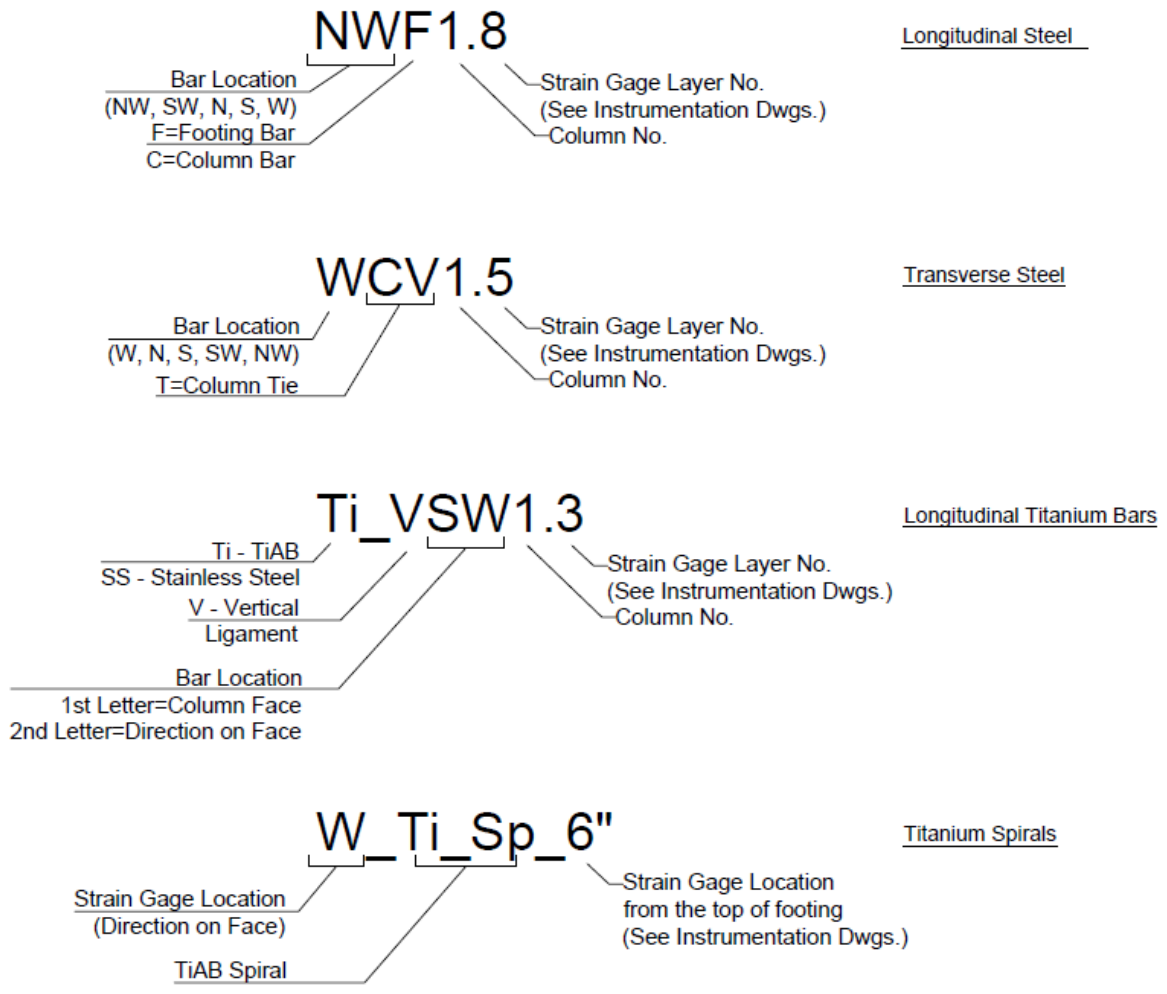 NWF1.8
Longitudinal Steel
Bar Location
(NW, SW, N, S, W)
F=Footing Bar
C=Column Bar
Strain Gage Layer No.
(See Instrumentation Dwgs.)
Column No.
WCV1.5
Transverse Steel
Bar Location
(W, N, S, SW, NW)
T=Column Tie
Strain Gage Layer No.
(See Instrumentation Dwgs.)
Column No.
Ti_VSW1.3
Longitudinal Titanium Bars
Ti - TiAB
SS - Stainless Steel
V - Vertical
Ligament
Bar Location
1st Letter=Column Face
2nd Letter=Direction on Face
Strain Gage Layer No.
(See Instrumentation Dwgs.)
Column No.
W_Ti_Sp_6"
Titanium Spirals
Strain Gage Location
(Direction on Face)
TiAB Spiral
Strain Gage Location
from the top of footing
(See Instrumentation Dwgs.)